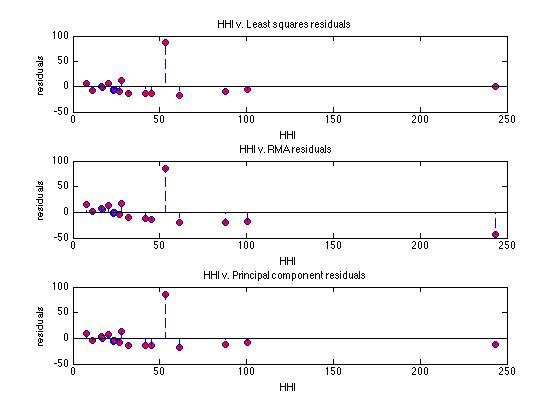 HHI v. Least squares residuals
100
50
0
-50
residuals
0 50 100 150 200 250
HHI
HHI v. RMA residuals
100
50
0
-50
residuals
0 50 100 150 200 250
HHI
HHI v. Principal component residuals
100
50
0
-50
residuals
0 50 100 150 200 250
HHI